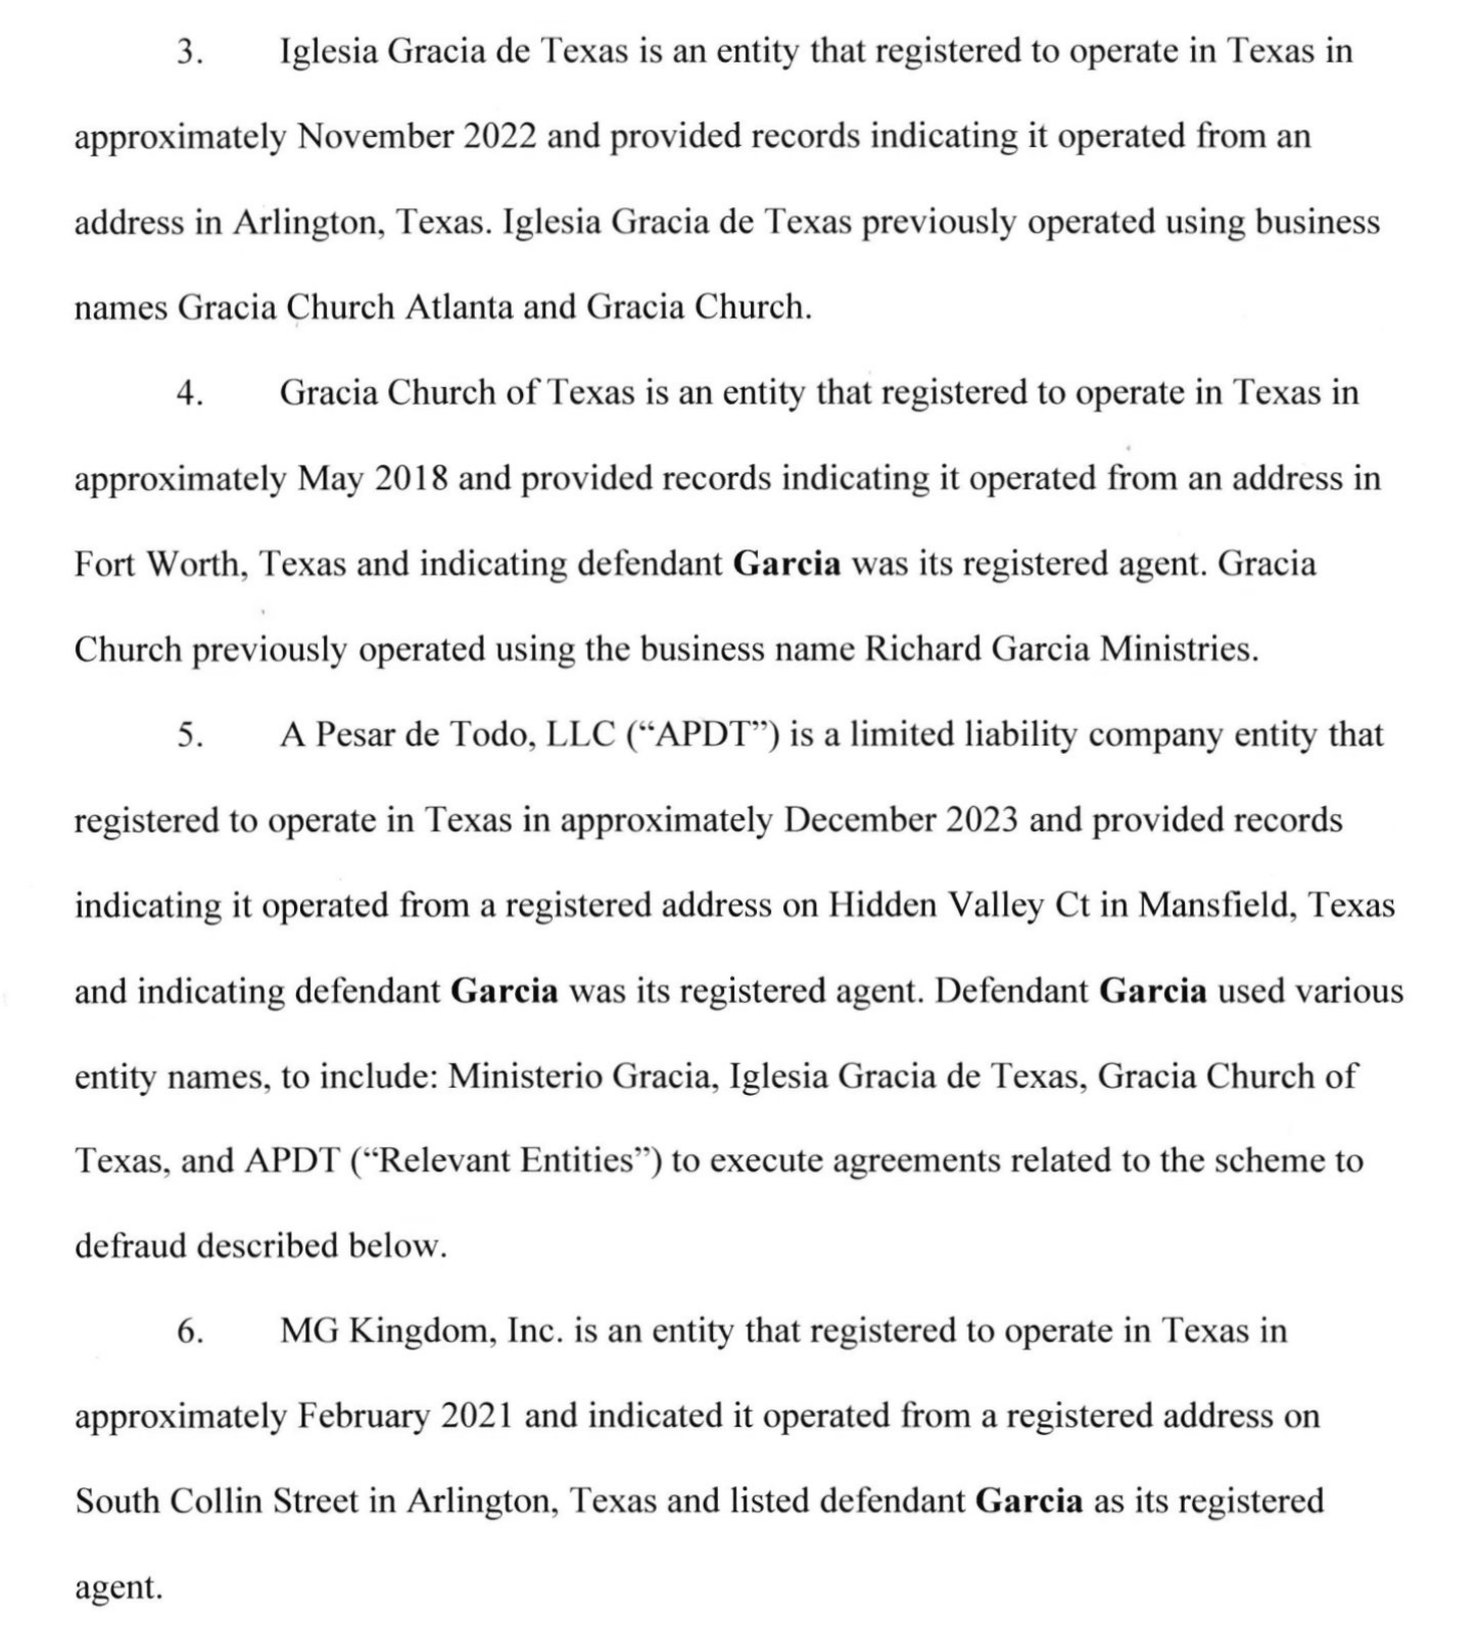 3. Iglesia Gracia de Texas is an entity that registered to operate in Texas in
approximately November 2022 and provided records indicating it operated from an
address in Arlington, Texas. Iglesia Gracia de Texas previously operated using business
names Gracia Church Atlanta and Gracia Church.
4. Gracia Church of Texas is an entity that registered to operate in Texas in
approximately May 2018 and provided records indicating it operated from an address in
Fort Worth, Texas and indicating defendant Garcia was its registered agent. Gracia
Church previously operated using the business name Richard Garcia Ministries.
5. A Pesar de Todo, LLC (“APDT”) is a limited liability company entity that
registered to operate in Texas in approximately December 2023 and provided records
indicating it operated from a registered address on Hidden Valley Ct in Mansfield, Texas
and indicating defendant Garcia was its registered agent. Defendant Garcia used various
entity names, to include: Ministerio Gracia, Iglesia Gracia de Texas, Gracia Church of
Texas, and APDT (“Relevant Entities”) to execute agreements related to the scheme to
defraud described below.
6. MG Kingdom, Inc. is an entity that registered to operate in Texas in
approximately February 2021 and indicated it operated from a registered address on
South Collin Street in Arlington, Texas and listed defendant Garcia as its registered
agent.